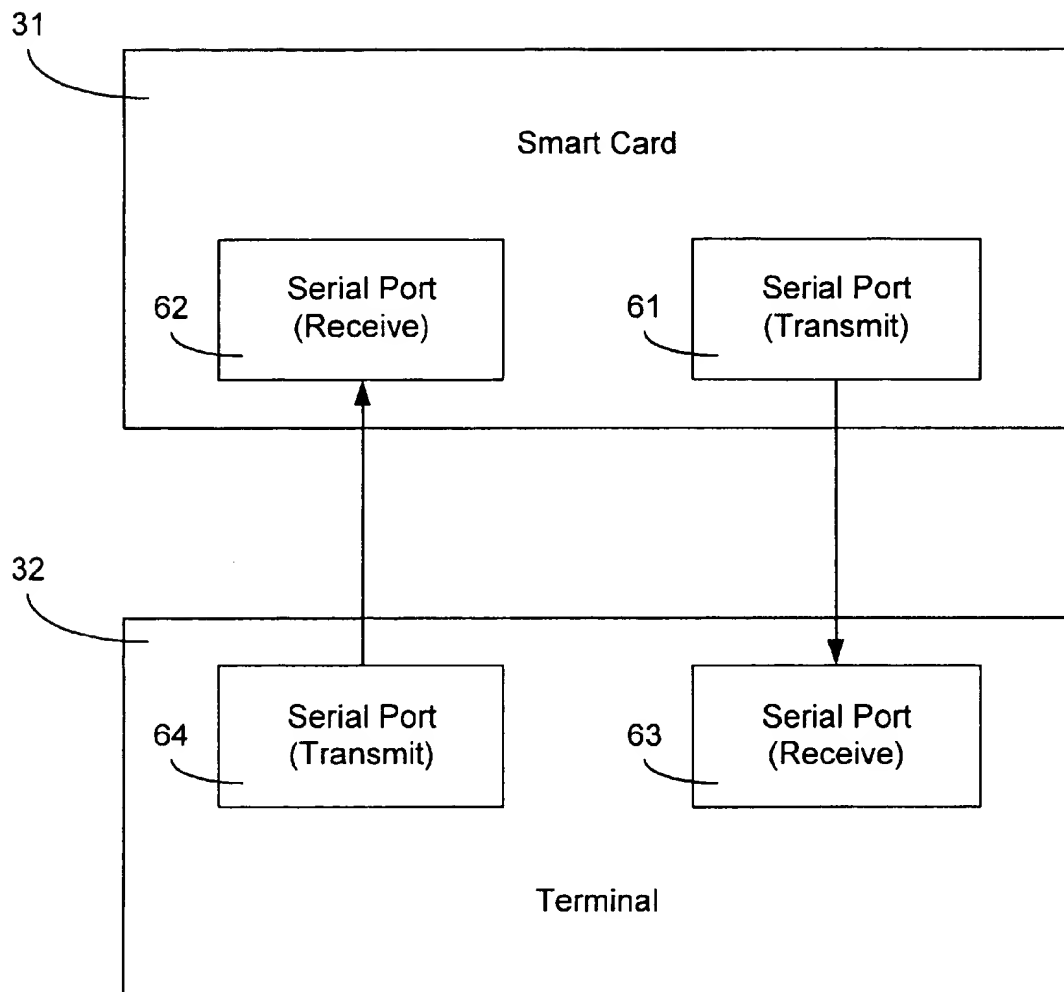 31
Smart Card
62
Serial Port
(Receive)
61
Serial Port
(Transmit)
32
64
Serial Port
(Transmit)
63
Serial Port
(Receive)
Terminal